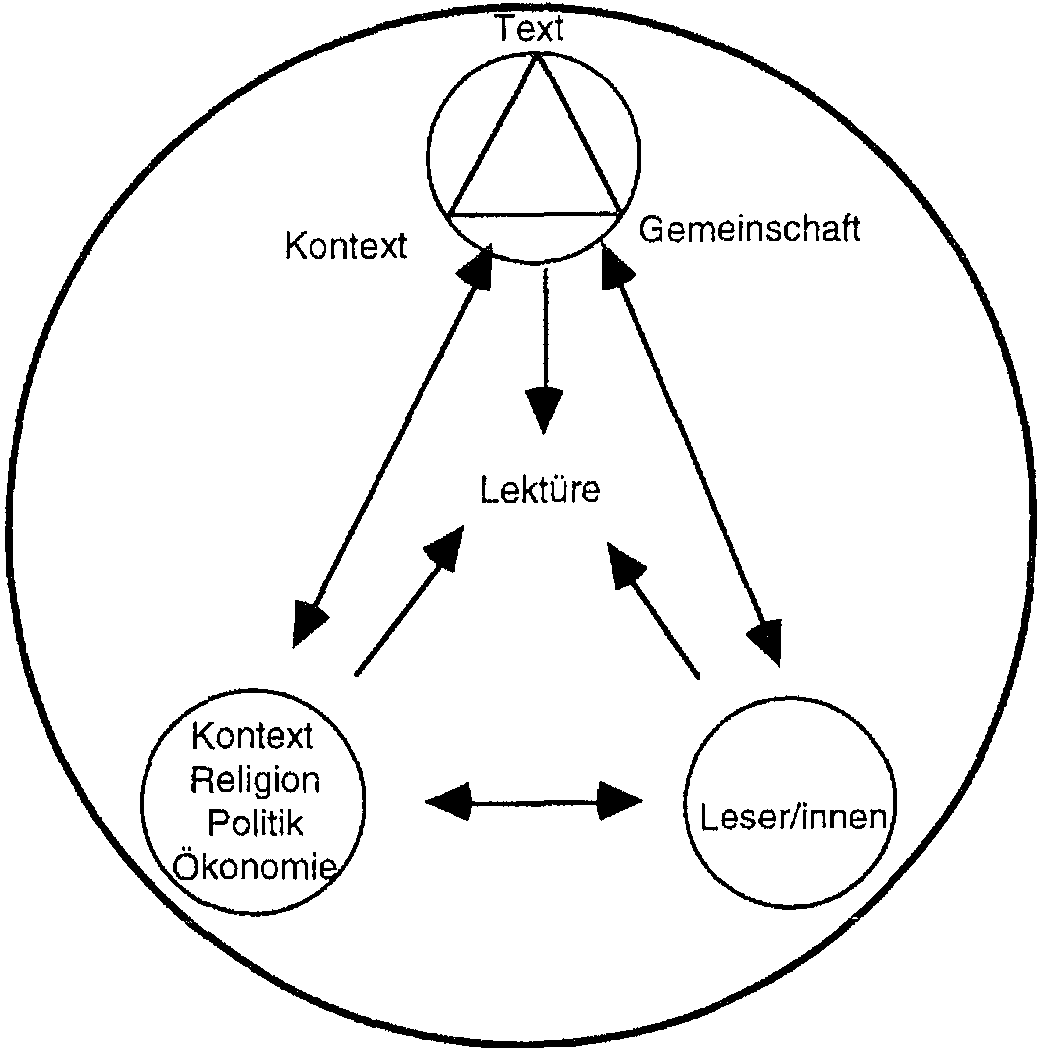 Text
Kontext
Gemeinschaft
Lektüre
Kontext
Religion
Politik
Ökonomie
Leser/innen